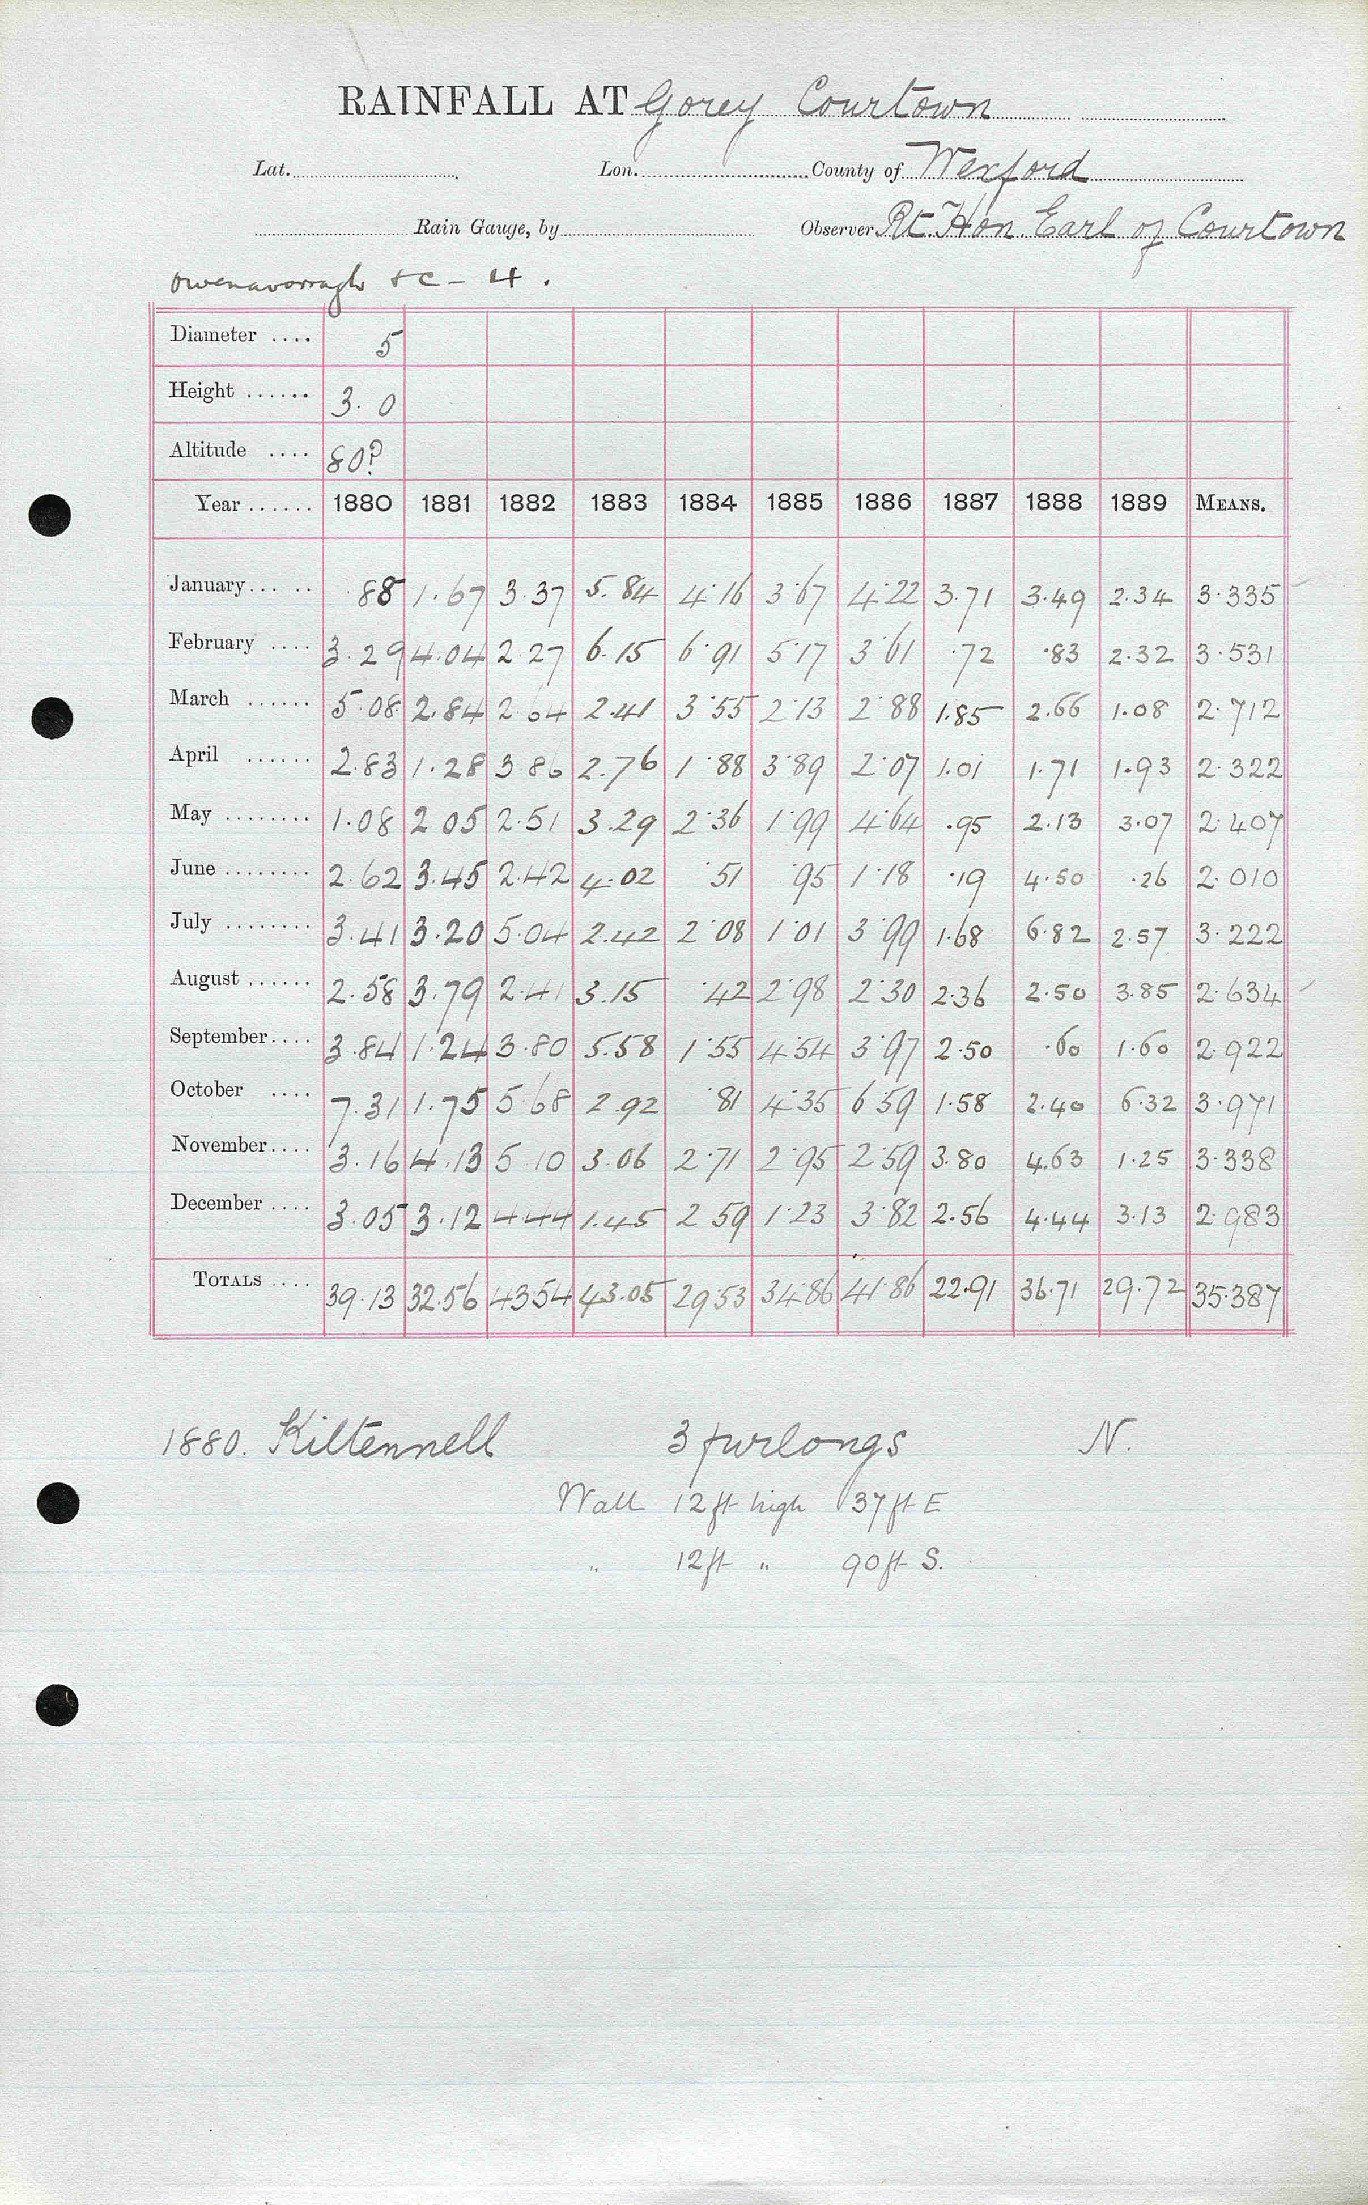 RAINFALL AT Gorey Courtown
Lat. Lon. County of Wexford
Rain Gauge, by Observer Rt. Hon Earl of Courtown
Owenavorragh &c - 4.
Diameter .... 5
Height ...... 3.0
Altitude .... 80?
Year ...... 1880 1881 1882 1883 1884 1885 1886 1887 1888 1889 MEANS.
January... .. .88 1.67 3.37 5.84 4.16 3.67 4.22 3.71 3.49 2.34 3.335
February .... 3.29 4.04 2.27 6.15 6.91 5.17 3.61 .72 .83 2.32 3.531
March ...... 5.08 2.84 2.64 2.41 3.55 2.13 2.88 1.85 2.66 1.08 2.712
April ...... 2.83 1.28 3.86 2.76 1.88 3.89 2.07 1.01 1.71 1.93 2.322
May ........ 1.08 2.05 2.51 3.29 2.36 1.99 4.64 .95 2.13 3.07 2.407
June ........ 2.62 3.45 2.42 4.02 .51 .95 1.18 .19 4.50 .26 2.010
July ........ 3.41 3.20 5.04 2.42 2.08 1.01 3.99 1.68 6.82 2.57 3.222
August ...... 2.58 3.79 2.41 3.15 .42 2.98 2.30 2.36 2.50 3.85 2.634
September.... 3.84 1.24 3.80 5.58 1.55 4.54 3.97 2.50 .60 1.60 2.922
October .... 7.31 1.75 5.68 2.92 .81 4.35 6.59 1.58 2.40 6.32 3.971
November.... 3.16 4.13 5.10 3.06 2.71 2.95 2.59 3.80 4.63 1.25 3.338
December .... 3.05 3.12 4.44 1.45 2.59 1.23 3.82 2.56 4.44 3.13 2.983
TOTALS .... 39.13 32.56 43.54 43.05 29.53 34.86 41.86 22.91 36.71 29.72 35.387
1880. Kiltennell 3 furlongs N.
Wall 12 ft high 37 ft E
" 12 ft " 90 ft S.